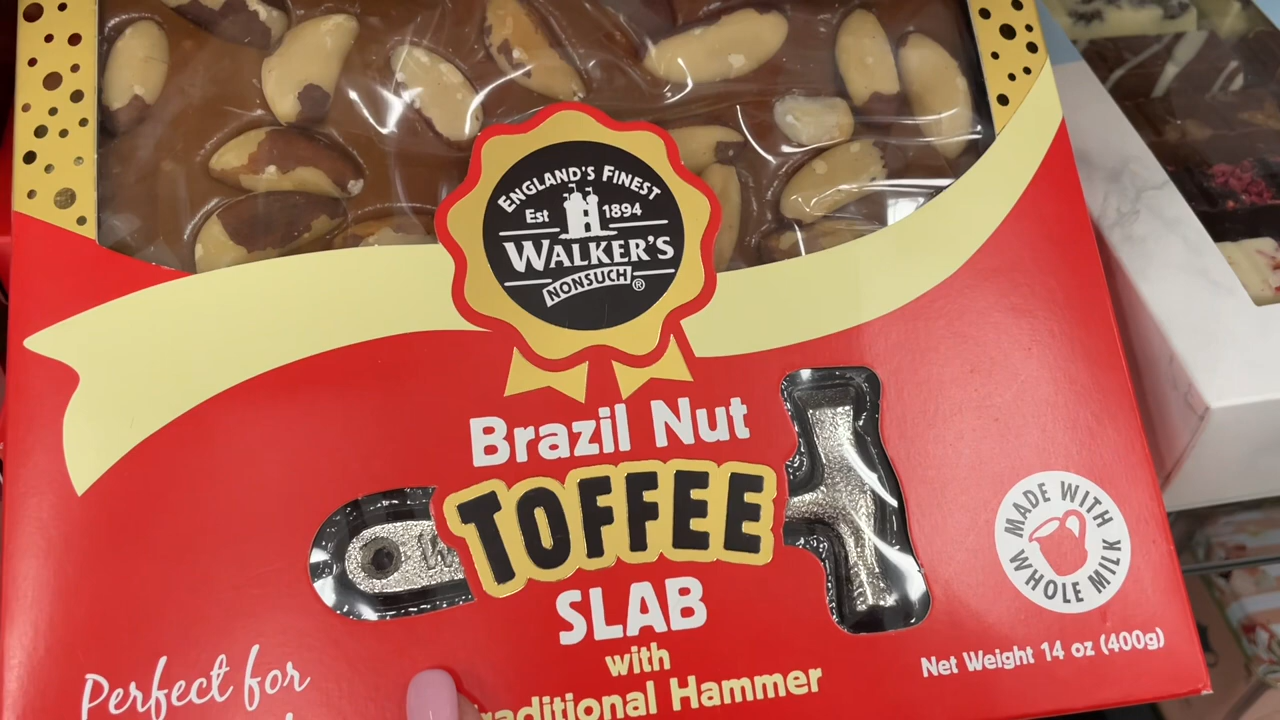 ENGLAND'S FINEST
Est 1894
WALKER'S
NONSUCH®
Brazil Nut
TOFFEE
SLAB
with
raditional Hammer
MADE WITH
WHOLE MILK
Net Weight 14 oz (400g)
Perfect for
W